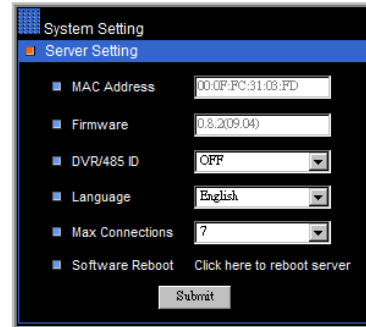 System Setting
Server Setting
MAC Address 00:0F:FC:31:03:FD
Firmware 0.8.2(09.04)
DVR/485 ID OFF
Language English
Max Connections 7
Software Reboot Click here to reboot server
Submit